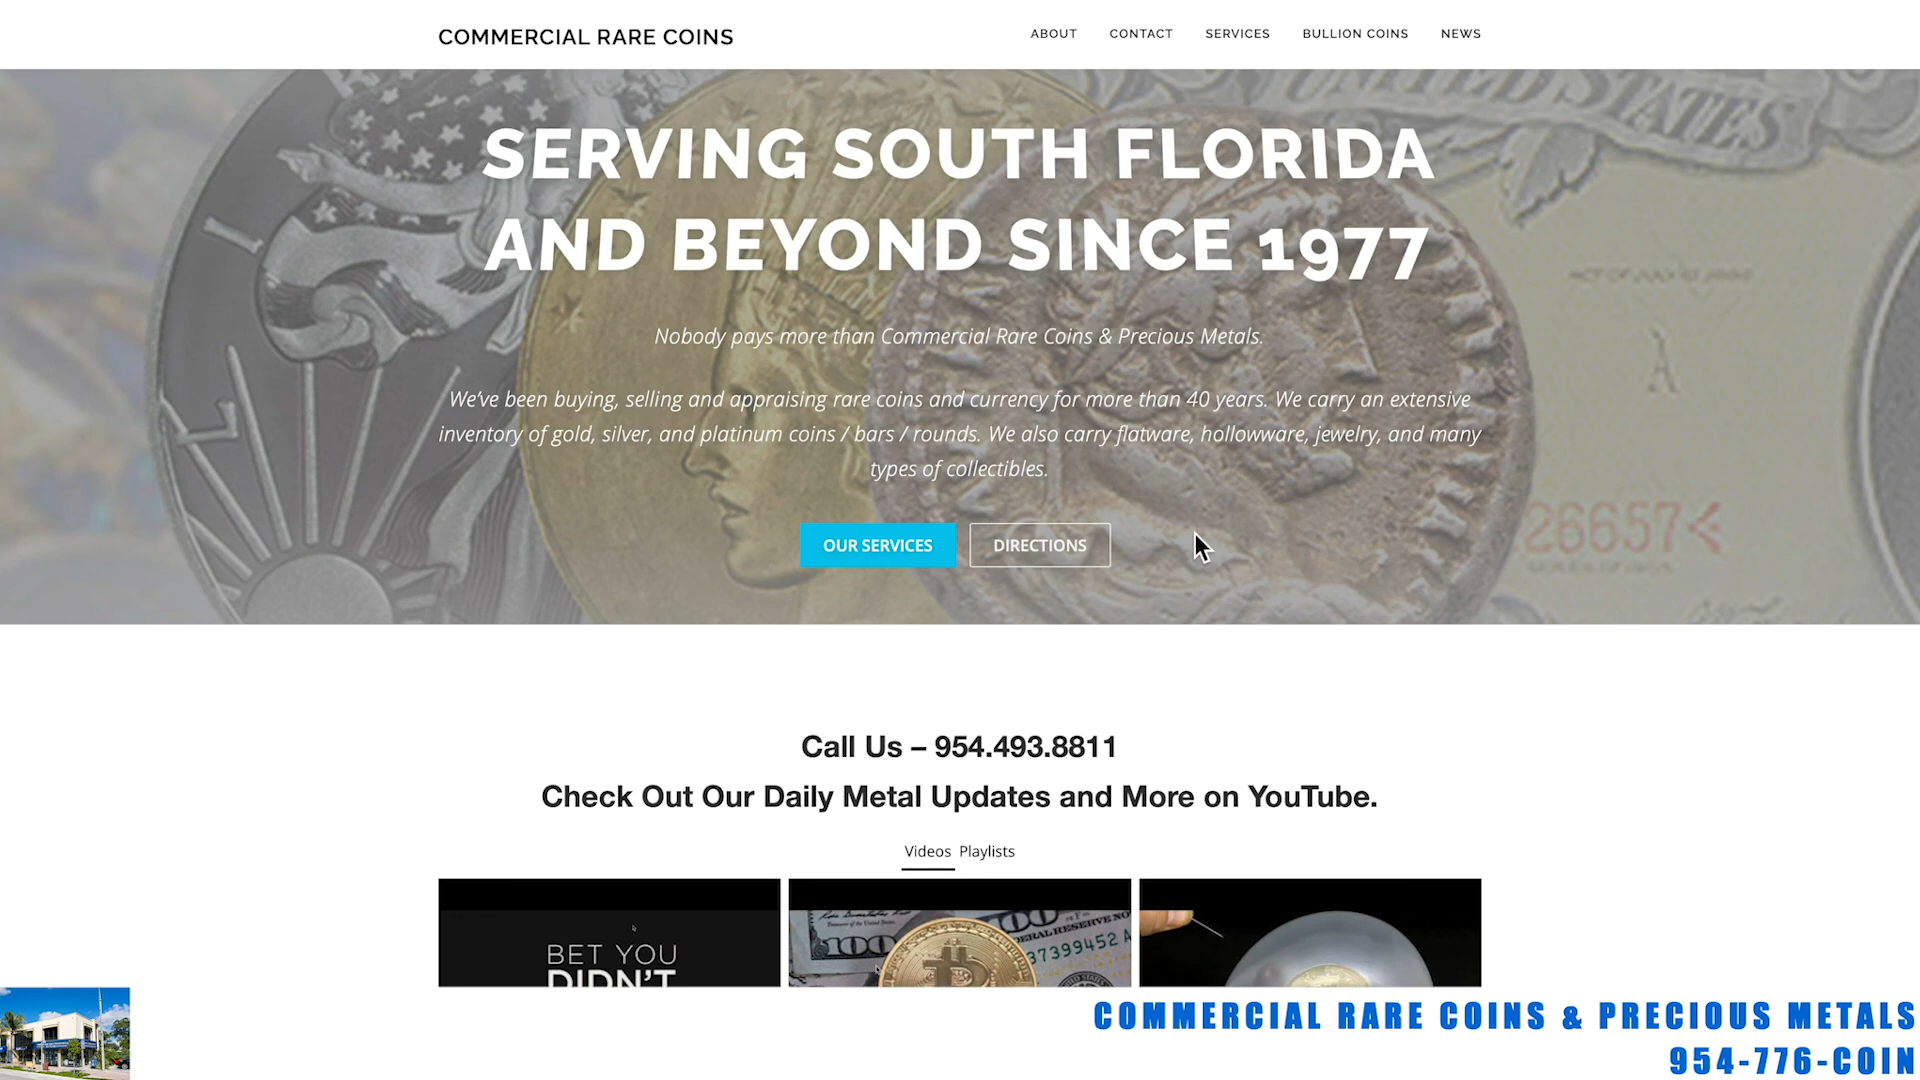 COMMERCIAL RARE COINS
ABOUT CONTACT SERVICES BULLION COINS NEWS
SERVING SOUTH FLORIDA
AND BEYOND SINCE 1977
Nobody pays more than Commercial Rare Coins & Precious Metals.
We've been buying, selling and appraising rare coins and currency for more than 40 years. We carry an extensive
inventory of gold, silver, and platinum coins / bars / rounds. We also carry flatware, hollowware, jewelry, and many
types of collectibles.
OUR SERVICES DIRECTIONS
UNITED STATES
26657
Call Us – 954.493.8811
Check Out Our Daily Metal Updates and More on YouTube.
Videos Playlists
BET YOU
DIDN'T
100
37399452 A
COMMERCIAL RARE COINS & PRECIOUS METALS
954-776-COIN